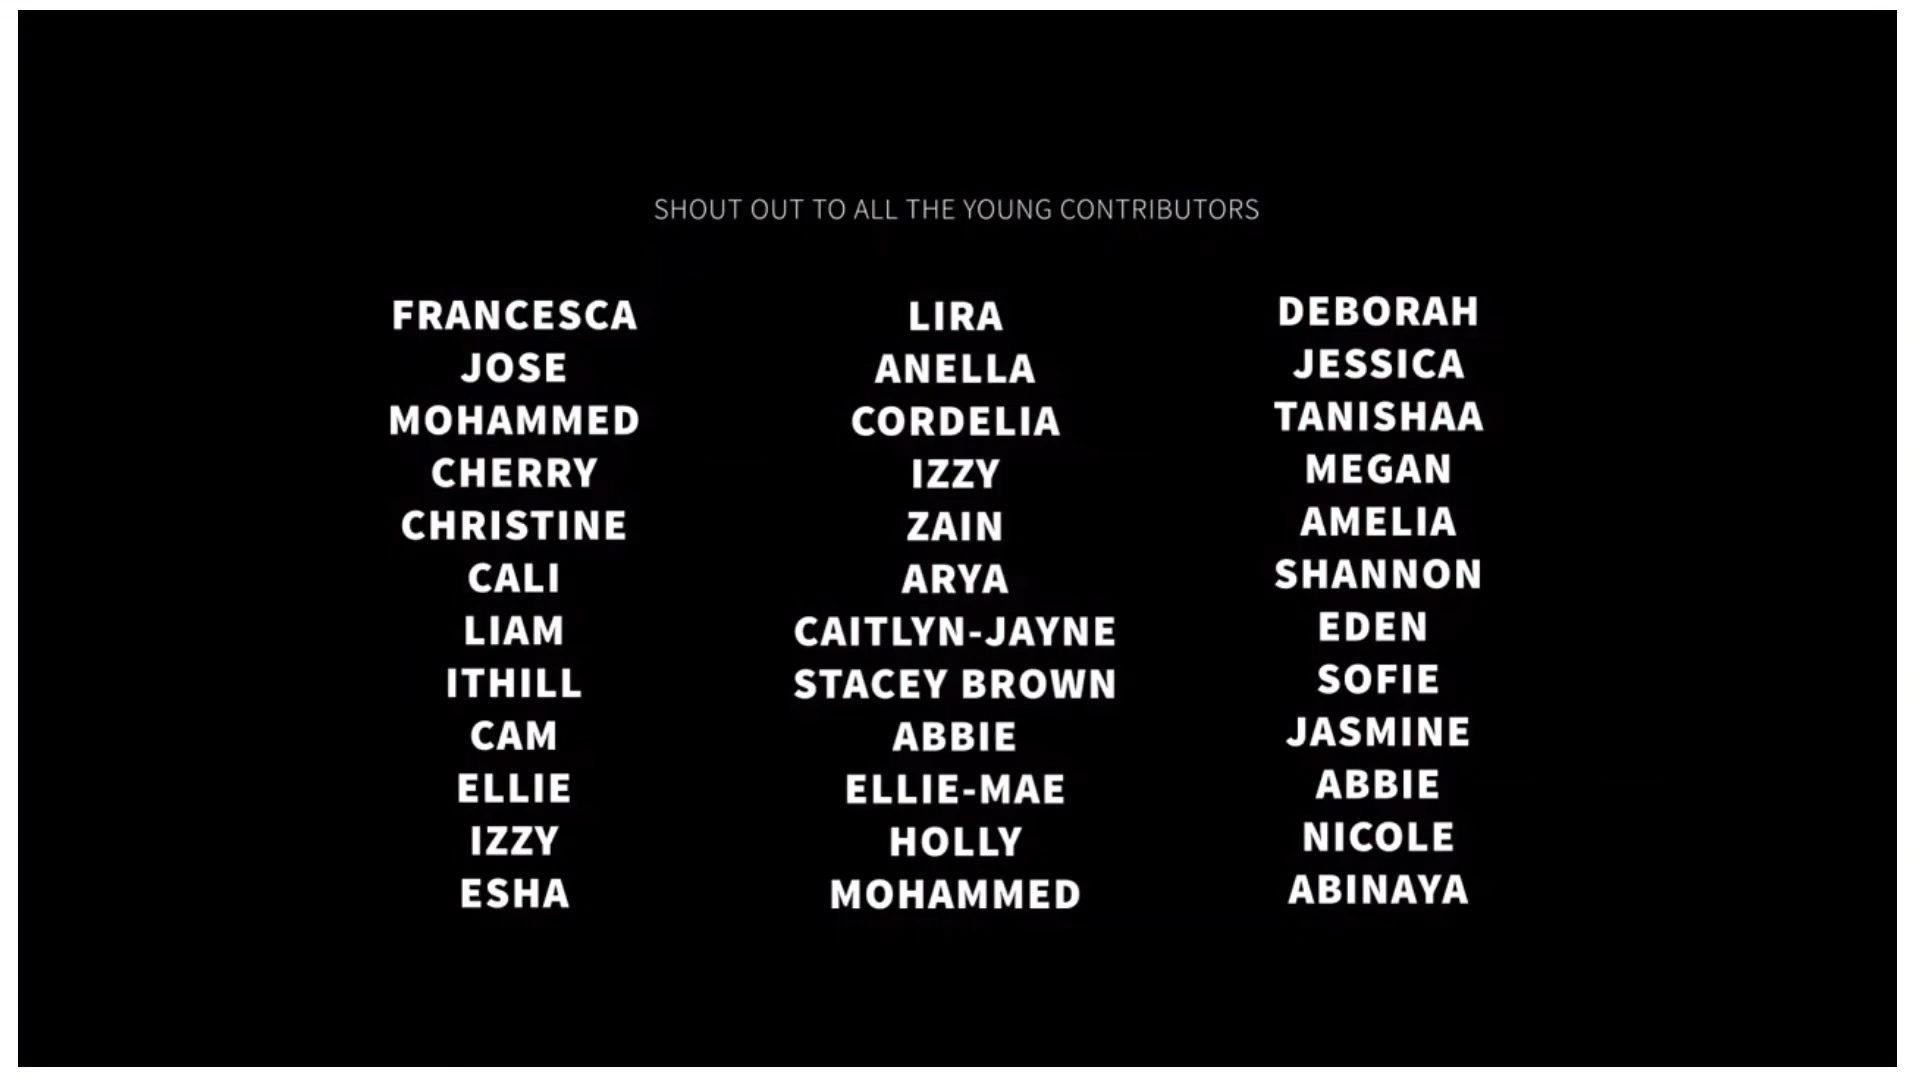 SHOUT OUT TO ALL THE YOUNG CONTRIBUTORS
FRANCESCA
JOSE
MOHAMMED
CHERRY
CHRISTINE
CALI
LIAM
ITHILL
CAM
ELLIE
IZZY
ESHA
LIRA
ANELLA
CORDELIA
IZZY
ZAIN
ARYA
CAITLYN-JAYNE
STACEY BROWN
ABBIE
ELLIE-MAE
HOLLY
MOHAMMED
DEBORAH
JESSICA
TANISHAA
MEGAN
AMELIA
SHANNON
EDEN
SOFIE
JASMINE
ABBIE
NICOLE
ABINAYA